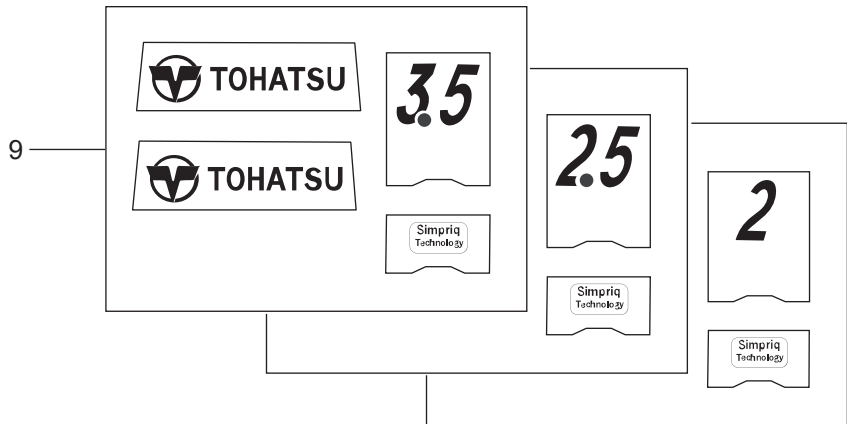 9
TOHATSU
TOHATSU
3.5
Simpriq
Technology
2.5
Simpriq
Technology
2
Simpriq
Technology